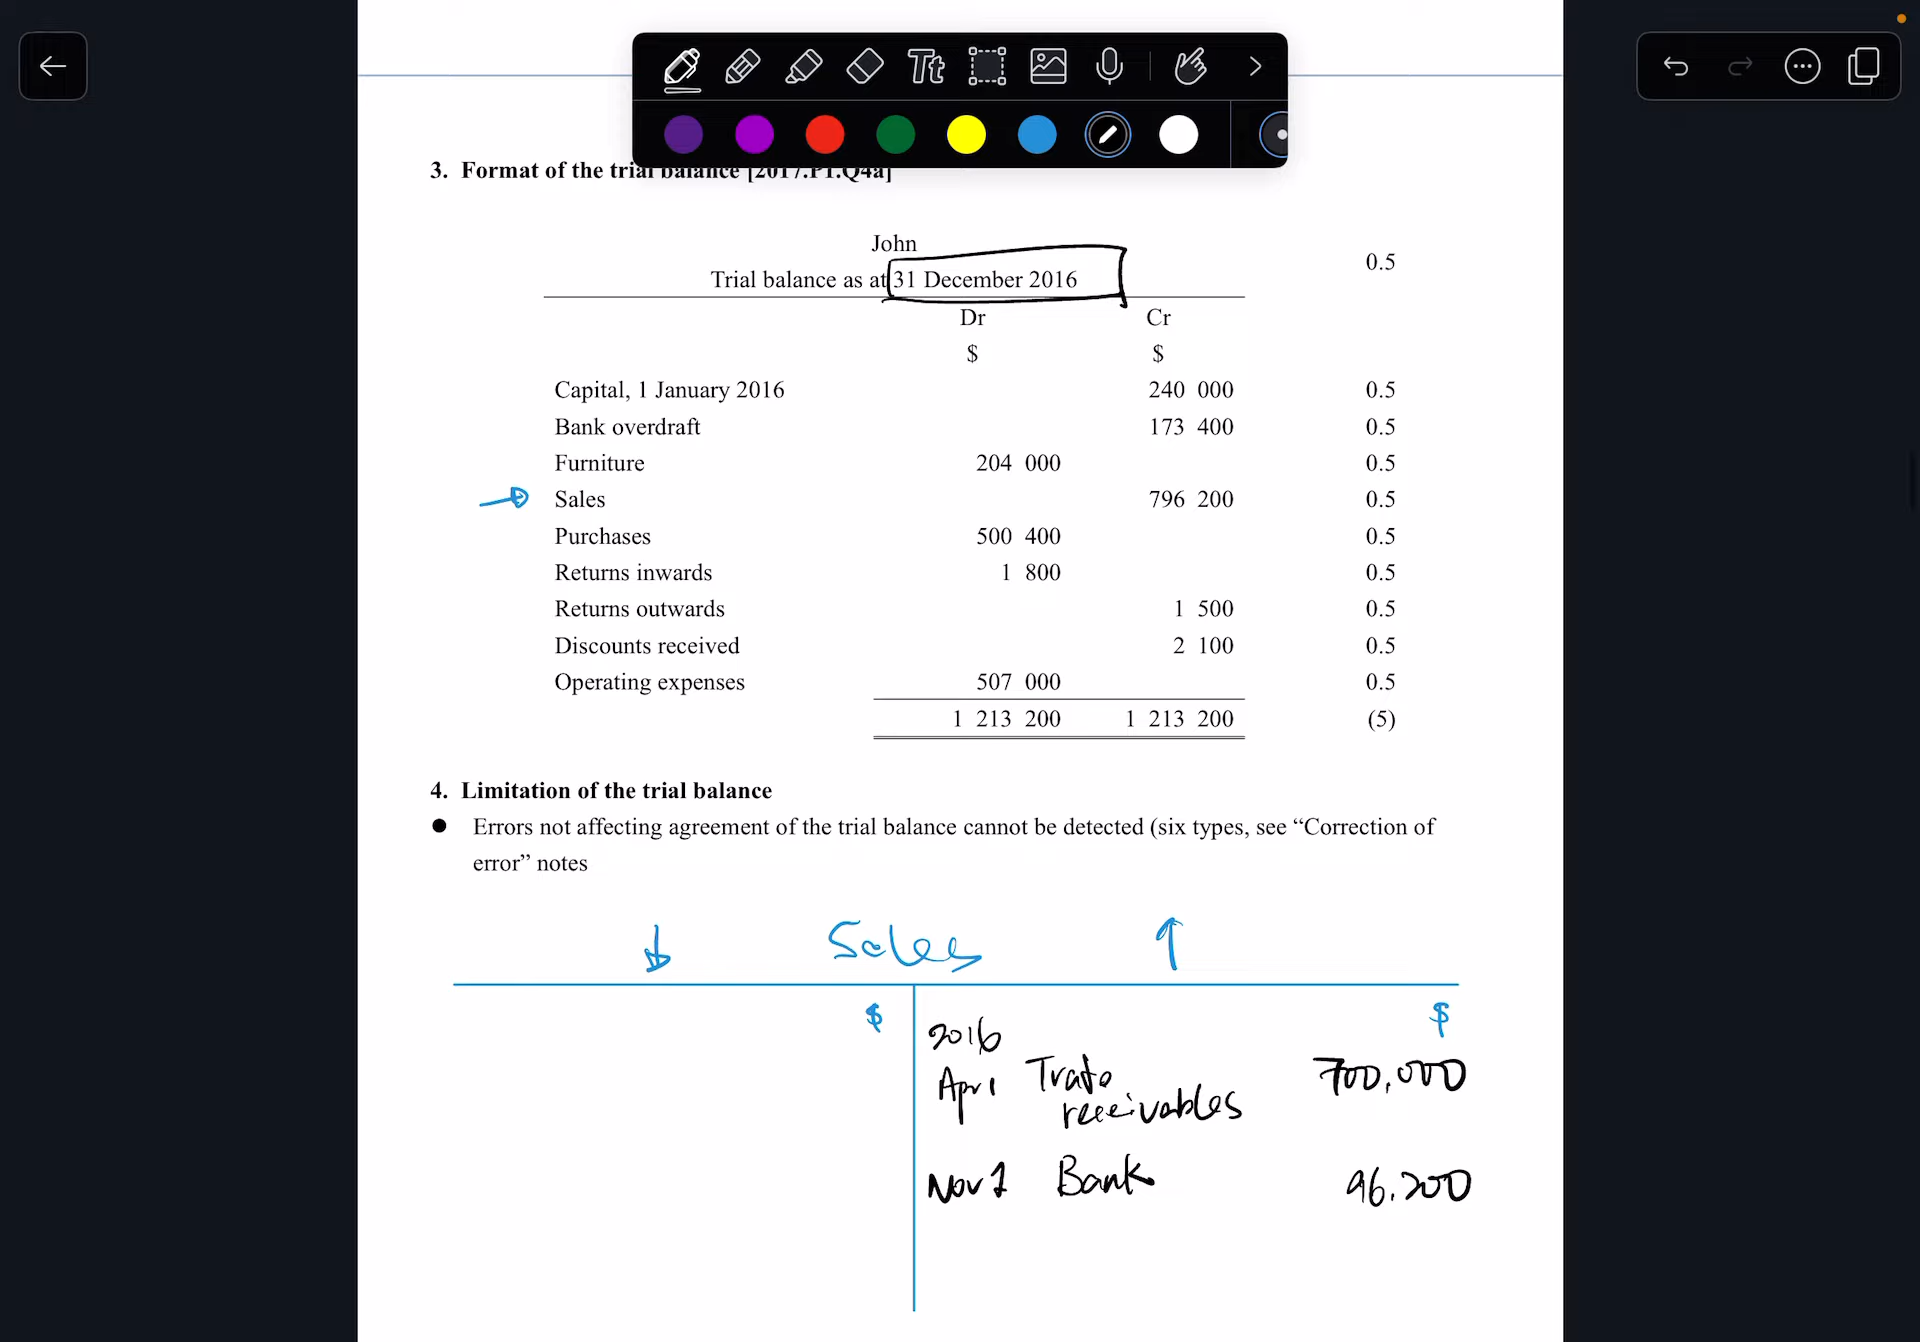 Tt
3. Format of the trial balance [2017.P1.Q4a]
John
Trial balance as at 31 December 2016 0.5
Dr Cr
$ $
Capital, 1 January 2016 240 000 0.5
Bank overdraft 173 400 0.5
Furniture 204 000 0.5
Sales 796 200 0.5
Purchases 500 400 0.5
Returns inwards 1 800 0.5
Returns outwards 1 500 0.5
Discounts received 2 100 0.5
Operating expenses 507 000 0.5
1 213 200 1 213 200 (5)
4. Limitation of the trial balance
● Errors not affecting agreement of the trial balance cannot be detected (six types, see “Correction of
error” notes
↓ Sales ↑
$ $
2016
Apr 1 Trade
receivables 700,000
Nov 1 Bank 96,200